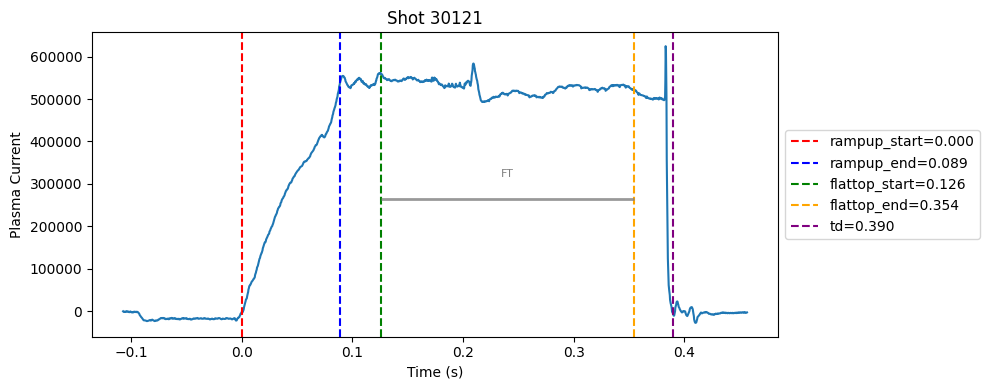 Shot 30121
Plasma Current
600000
500000
400000
300000
200000
100000
0
FT
−0.1
0.0
0.1
0.2
0.3
0.4
Time (s)
rampup_start=0.000
rampup_end=0.089
flattop_start=0.126
flattop_end=0.354
td=0.390